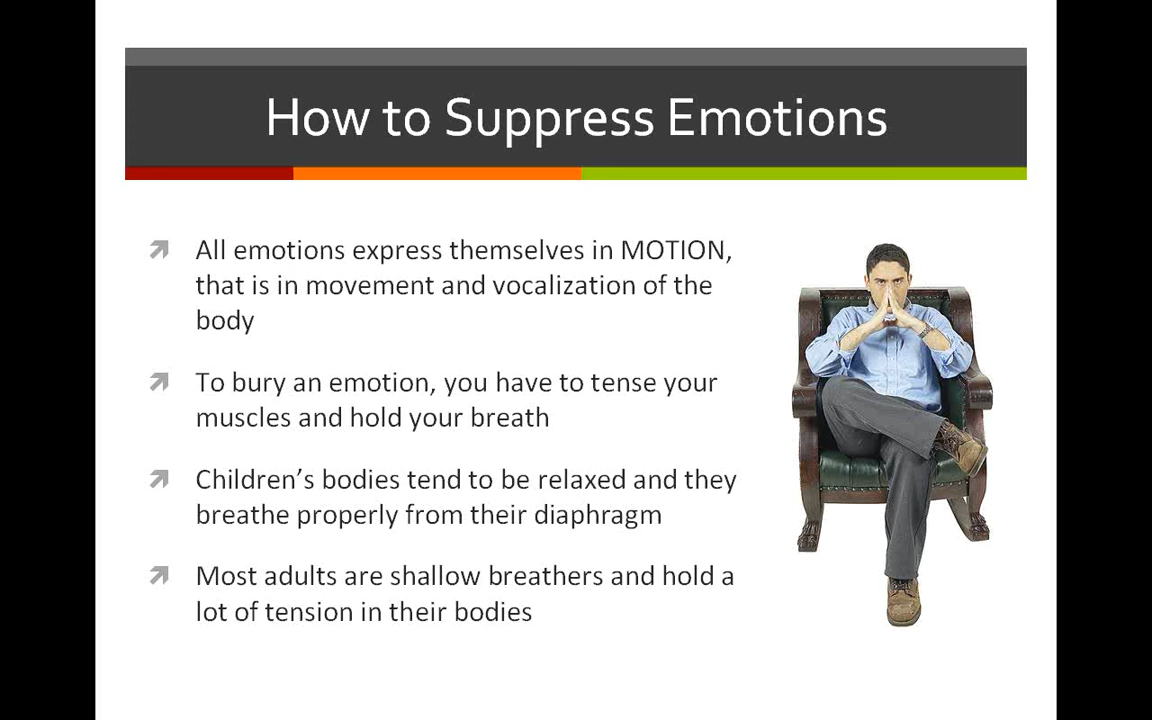 How to Suppress Emotions
All emotions express themselves in MOTION,
that is in movement and vocalization of the
body
To bury an emotion, you have to tense your
muscles and hold your breath
Children’s bodies tend to be relaxed and they
breathe properly from their diaphragm
Most adults are shallow breathers and hold a
lot of tension in their bodies